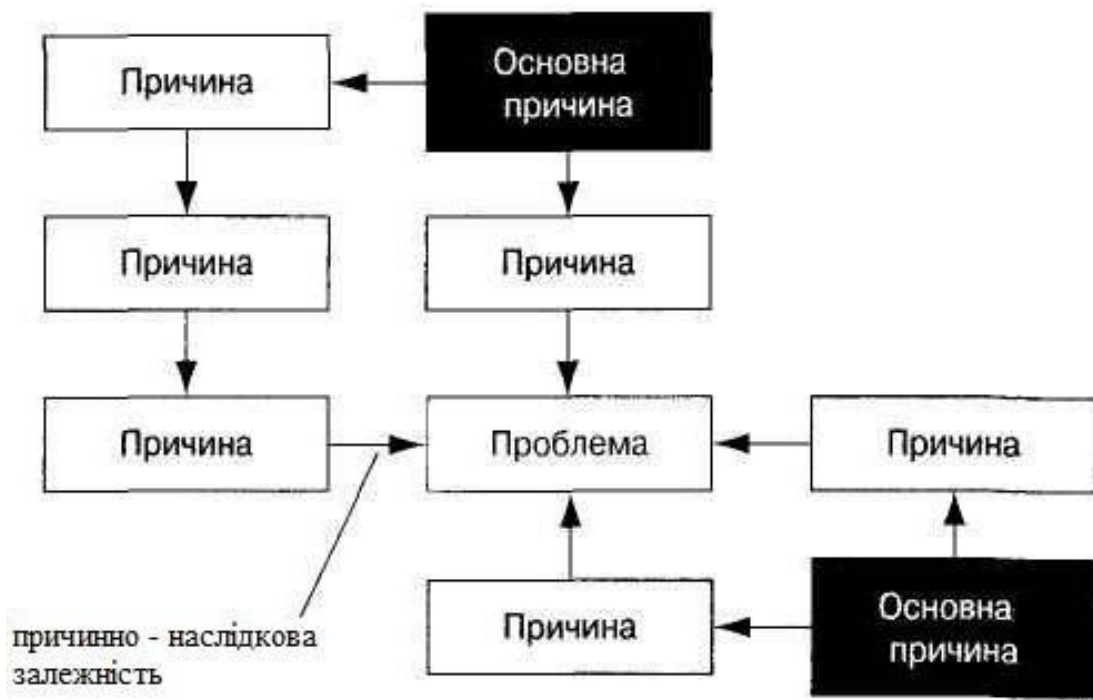 Причина
Основна
причина
Причина
Причина
Причина
Проблема
Причина
Причина
Основна
причина
причинно - наслідкова
залежність